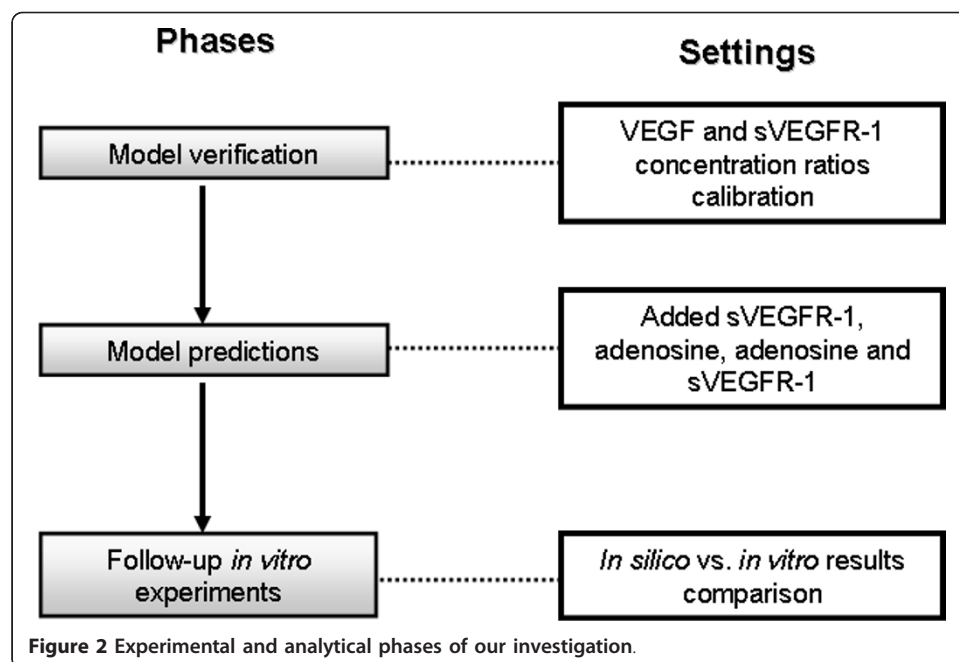 Phases
Settings
Model verification
VEGF and sVEGFR-1
concentration ratios
calibration
Model predictions
Added sVEGFR-1,
adenosine, adenosine and
sVEGFR-1
Follow-up in vitro
experiments
In silico vs. in vitro results
comparison
Figure 2 Experimental and analytical phases of our investigation.